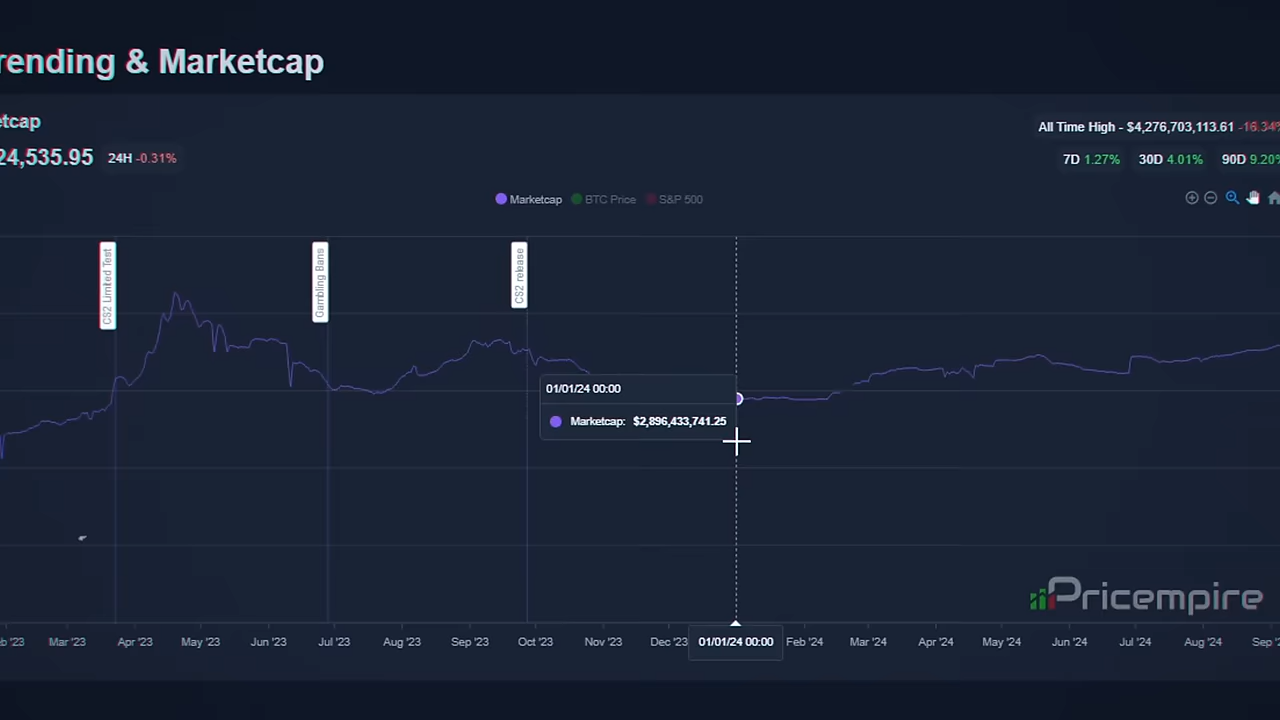 rending & Marketcap
etcap
24,535.95 24H -0.31%
All Time High - $4,276,703,113.61 -16.34%
7D 1.27% 30D 4.01% 90D 9.20%
Marketcap BTC Price S&P 500
CS2 Limited Test
Gambling Bans
CS2 release
01/01/24 00:00
Marketcap: $2,896,433,741.25
Pricempire
b '23 Mar '23 Apr '23 May '23 Jun '23 Jul '23 Aug '23 Sep '23 Oct '23 Nov '23 Dec '23 01/01/24 00:00 Feb '24 Mar '24 Apr '24 May '24 Jun '24 Jul '24 Aug '24 Sep '